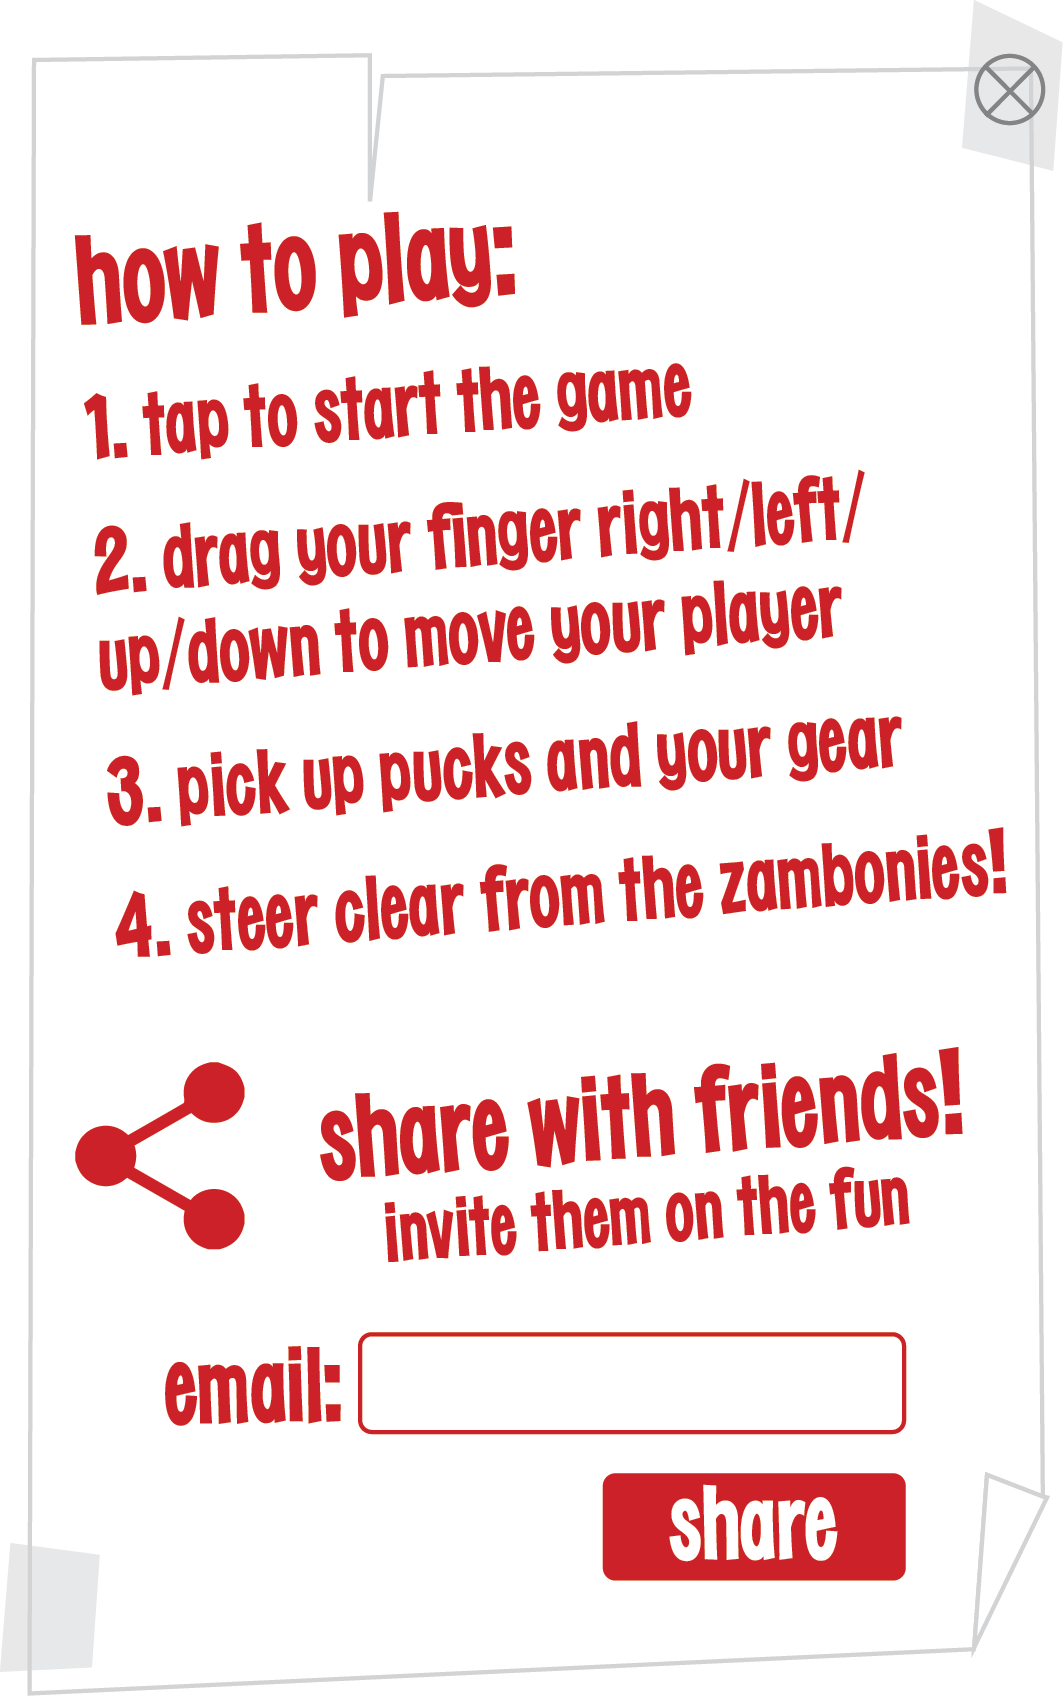 how to play:
1. tap to start the game
2. drag your finger right/left/
up/down to move your player
3. pick up pucks and your gear
4. steer clear from the zambonies!
share with friends!
invite them on the fun
email:
share